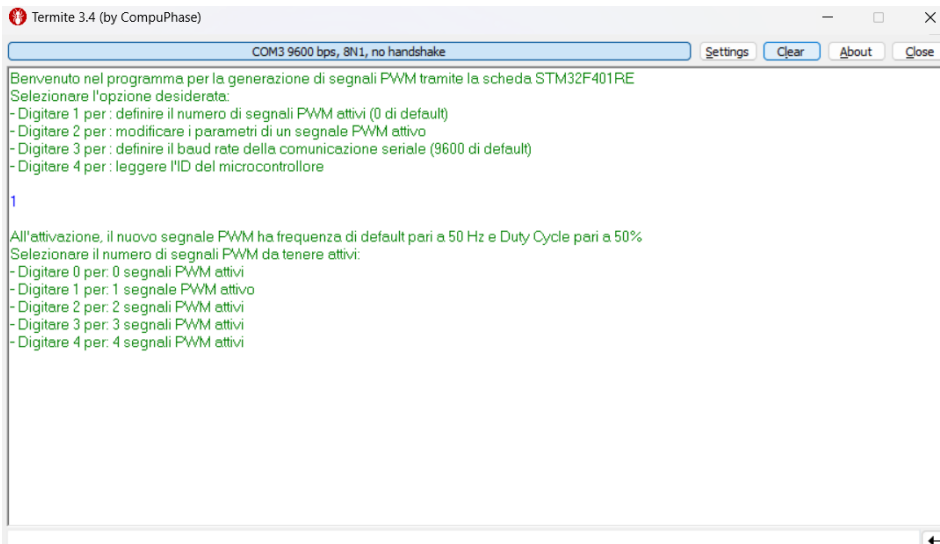 Termite 3.4 (by CompuPhase)
COM3 9600 bps, 8N1, no handshake
Settings
Clear
About
Close
Benvenuto nel programma per la generazione di segnali PWM tramite la scheda STM32F401RE
Selezionare l'opzione desiderata:
- Digitare 1 per : definire il numero di segnali PWM attivi (0 di default)
- Digitare 2 per : modificare i parametri di un segnale PWM attivo
- Digitare 3 per : definire il baud rate della comunicazione seriale (9600 di default)
- Digitare 4 per : leggere l'ID del microcontrollore
1
All'attivazione, il nuovo segnale PWM ha frequenza di default pari a 50 Hz e Duty Cycle pari a 50%
Selezionare il numero di segnali PWM da tenere attivi:
- Digitare 0 per: 0 segnali PWM attivi
- Digitare 1 per: 1 segnale PWM attivo
- Digitare 2 per: 2 segnali PWM attivi
- Digitare 3 per: 3 segnali PWM attivi
- Digitare 4 per: 4 segnali PWM attivi